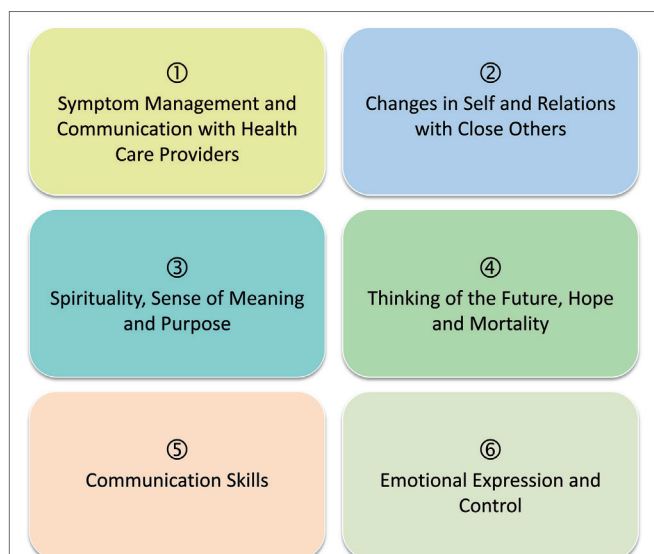 ①
Symptom Management and
Communication with Health
Care Providers
②
Changes in Self and Relations
with Close Others
③
Spirituality, Sense of Meaning
and Purpose
④
Thinking of the Future, Hope
and Mortality
⑤
Communication Skills
⑥
Emotional Expression and
Control